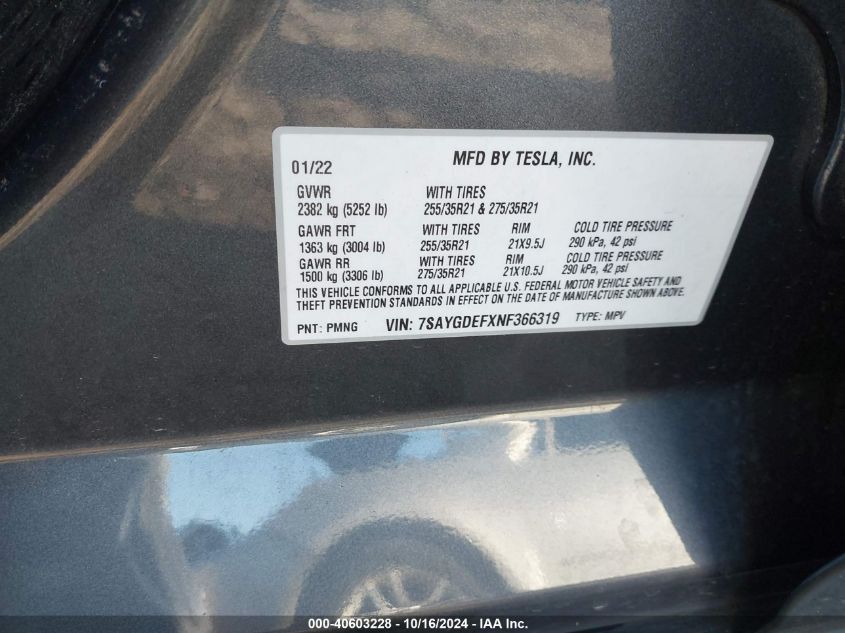 01/22 MFD BY TESLA, INC.
GVWR WITH TIRES
2382 kg (5252 lb) 255/35R21 & 275/35R21
GAWR FRT WITH TIRES RIM COLD TIRE PRESSURE
1363 kg (3004 lb) 255/35R21 21X9.5J 290 kPa, 42 psi
GAWR RR WITH TIRES RIM COLD TIRE PRESSURE
1500 kg (3306 lb) 275/35R21 21X10.5J 290 kPa, 42 psi
THIS VEHICLE CONFORMS TO ALL APPLICABLE U.S. FEDERAL MOTOR VEHICLE SAFETY AND
THEFT PREVENTION STANDARDS IN EFFECT ON THE DATE OF MANUFACTURE SHOWN ABOVE.
PNT: PMNG VIN: 7SAYGDEFXNF366319 TYPE: MPV
000-40603228 - 10/16/2024 - IAA Inc.